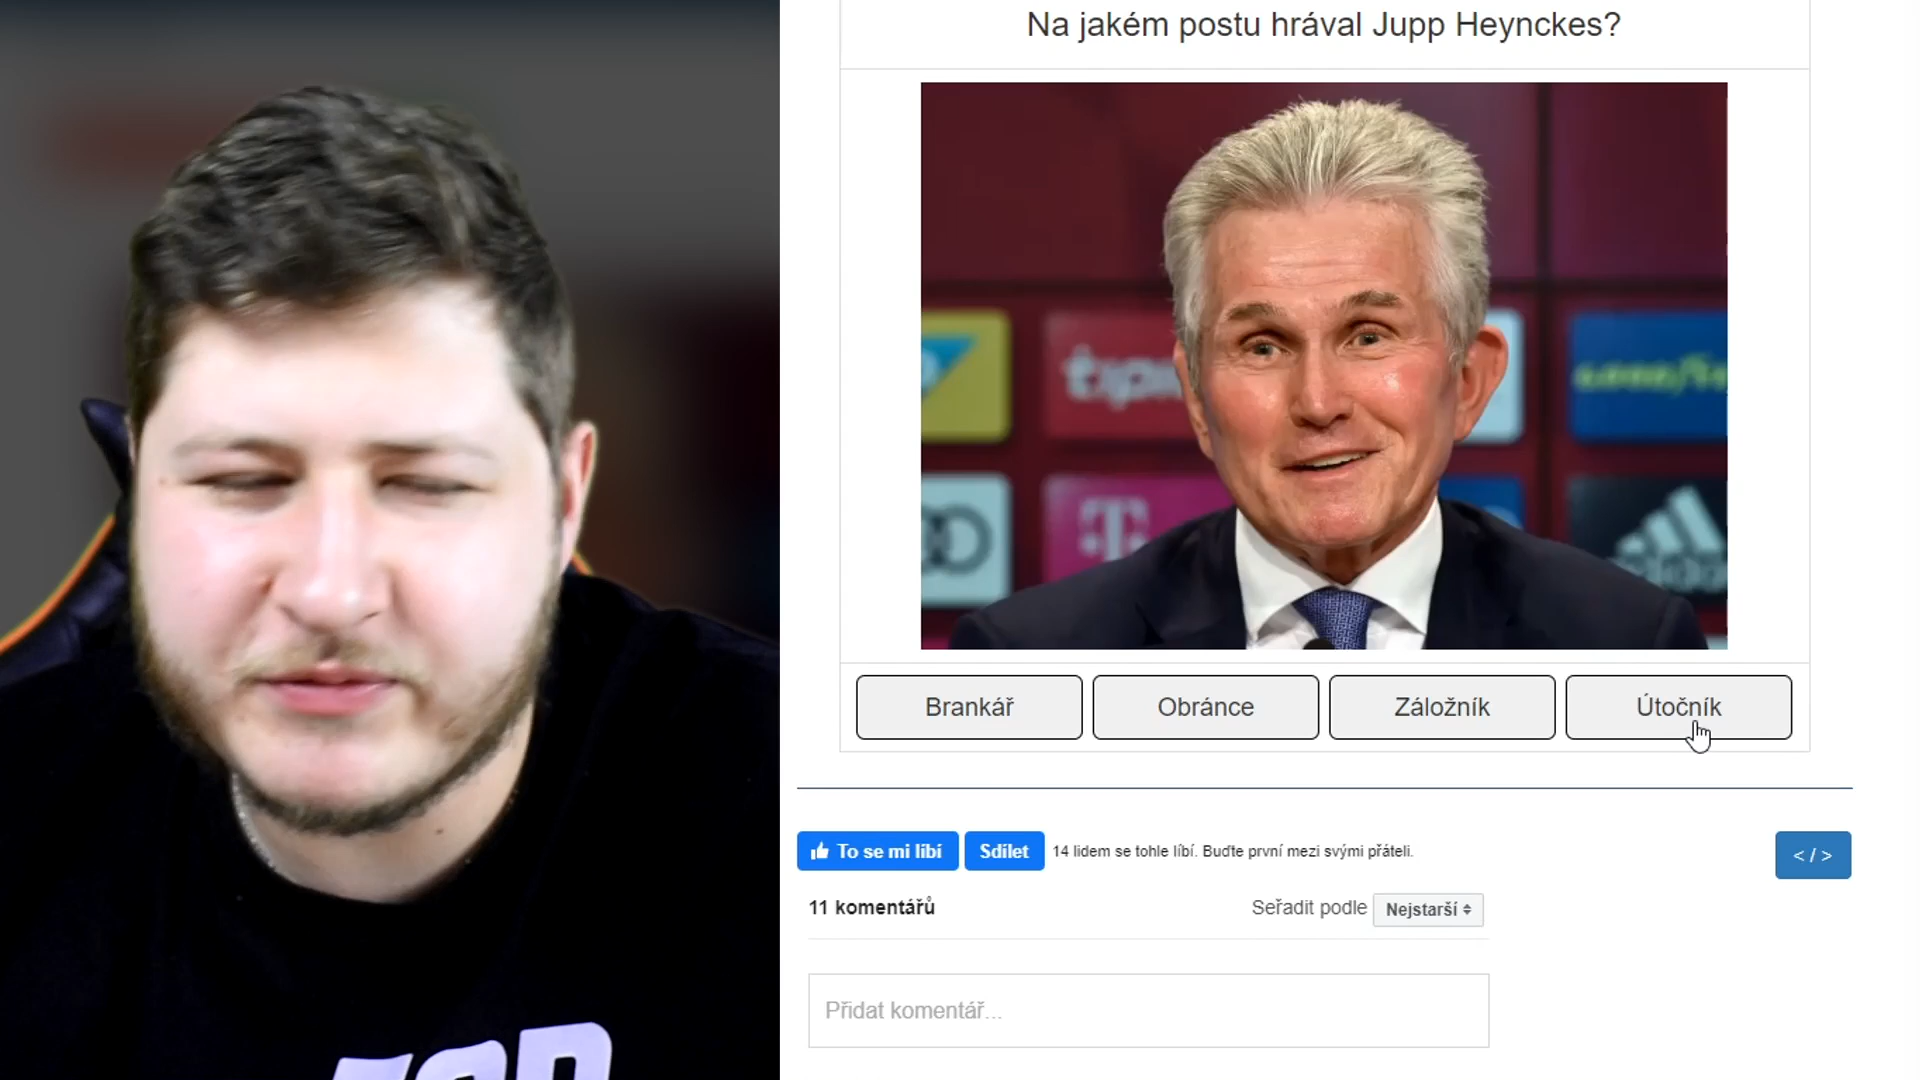 Na jakém postu hrával Jupp Heynckes?
Brankář
Obránce
Záložník
Útočník
To se mi líbí
Sdílet
14 lidem se tohle líbí. Buďte první mezi svými přáteli.
</>
11 komentářů
Seřadit podle
Nejstarší
Přidat komentář...